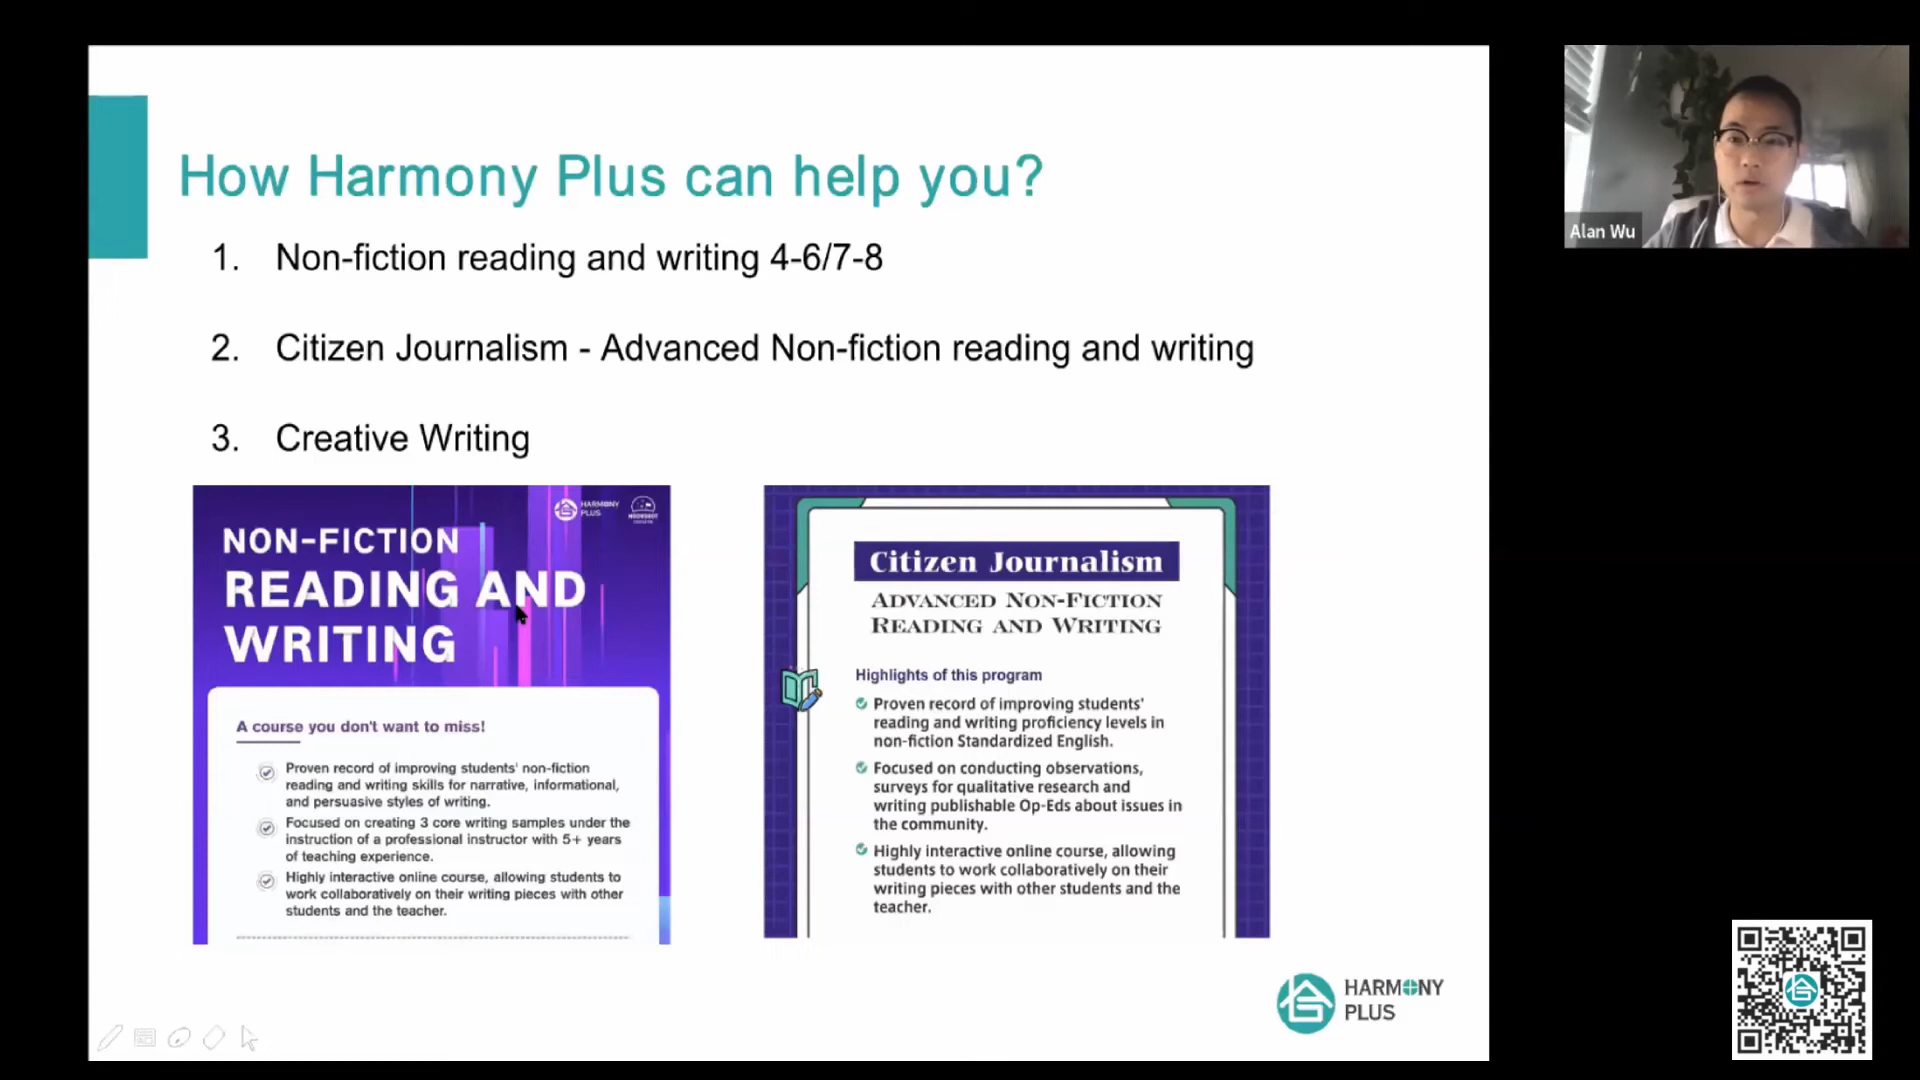 How Harmony Plus can help you?
1. Non-fiction reading and writing 4-6/7-8
2. Citizen Journalism - Advanced Non-fiction reading and writing
3. Creative Writing
HARMONY
PLUS
MOONSHOT
NON-FICTION
READING AND
WRITING
A course you don't want to miss!
Proven record of improving students' non-fiction
reading and writing skills for narrative, informational,
and persuasive styles of writing.
Focused on creating 3 core writing samples under the
instruction of a professional instructor with 5+ years
of teaching experience.
Highly interactive online course, allowing students to
work collaboratively on their writing pieces with other
students and the teacher.
Citizen Journalism
ADVANCED NON-FICTION
READING AND WRITING
Highlights of this program
Proven record of improving students'
reading and writing proficiency levels in
non-fiction Standardized English.
Focused on conducting observations,
surveys for qualitative research and
writing publishable Op-Eds about issues in
the community.
Highly interactive online course, allowing
students to work collaboratively on their
writing pieces with other students and the
teacher.
HARMONY
PLUS
Alan Wu